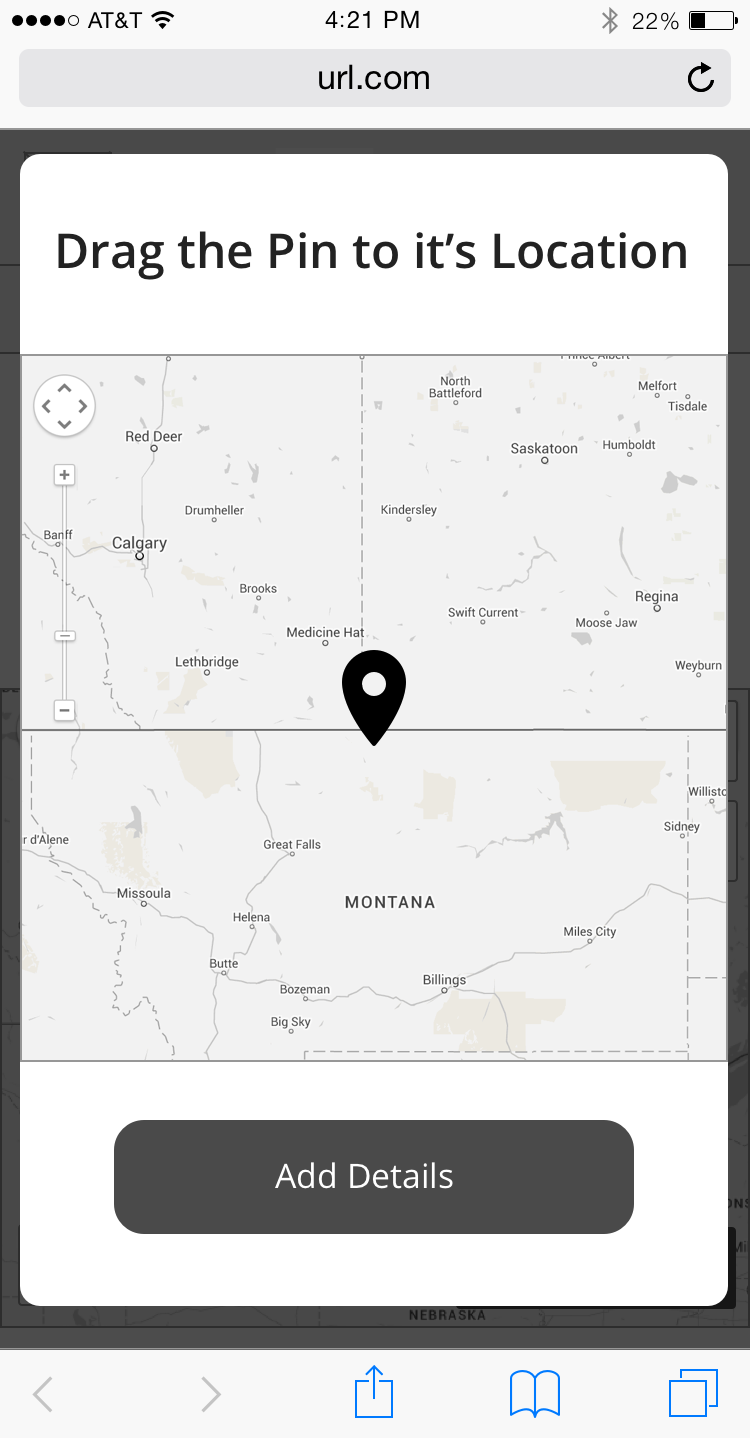 AT&T
4:21 PM
22%
url.com
Drag the Pin to it’s Location
Prince Albert
North
Battleford
Melfort
Tisdale
Red Deer
Saskatoon
Humboldt
Drumheller
Kindersley
Banff
Calgary
Brooks
Regina
Swift Current
Moose Jaw
Medicine Hat
Lethbridge
Weyburn
Willisto
Sidney
r d'Alene
Great Falls
Missoula
MONTANA
Helena
Miles City
Butte
Billings
Bozeman
Big Sky
Add Details
NEBRASKA